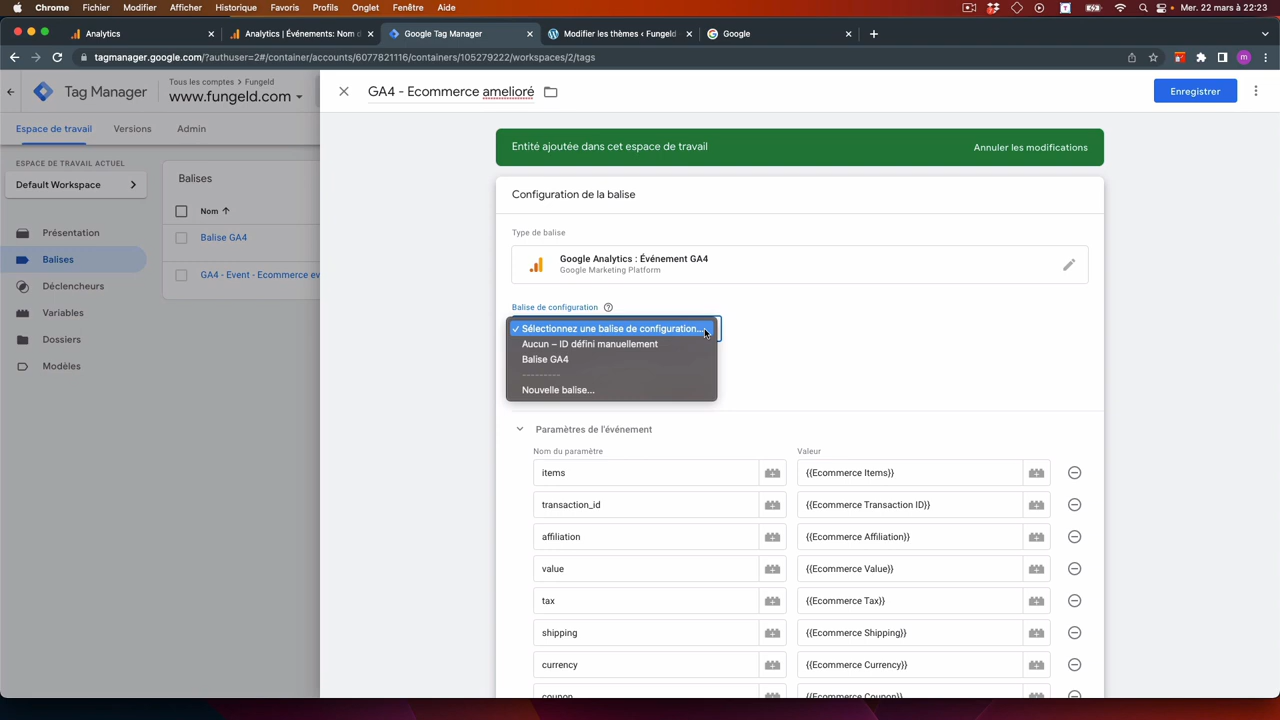 Chrome Fichier Modifier Afficher Historique Favoris Profils Onglet Fenêtre Aide
Mer. 22 mars à 22:23
Analytics
Analytics | Événements: Nom d
Google Tag Manager
Modifier les thèmes ‹ Fungeld
Google
tagmanager.google.com/?authuser=2#/container/accounts/6077821116/containers/105279222/workspaces/2/tags
m
Tag Manager
Tous les comptes > Fungeld
www.fungeld.com
Espace de travail
Versions
Admin
ESPACE DE TRAVAIL ACTUEL
Default Workspace
Présentation
Balises
Déclencheurs
Variables
Dossiers
Modèles
Balises
Nom
Balise GA4
GA4 - Event - Ecommerce ev
GA4 - Ecommerce amelioré
Enregistrer
Entité ajoutée dans cet espace de travail
Annuler les modifications
Configuration de la balise
Type de balise
Google Analytics : Événement GA4
Google Marketing Platform
Balise de configuration
✓ Sélectionnez une balise de configuration...
Aucun – ID défini manuellement
Balise GA4
---------
Nouvelle balise...
Paramètres de l'événement
Nom du paramètre
Valeur
items
{{Ecommerce Items}}
transaction_id
{{Ecommerce Transaction ID}}
affiliation
{{Ecommerce Affiliation}}
value
{{Ecommerce Value}}
tax
{{Ecommerce Tax}}
shipping
{{Ecommerce Shipping}}
currency
{{Ecommerce Currency}}
coupon
{{Ecommerce Coupon}}